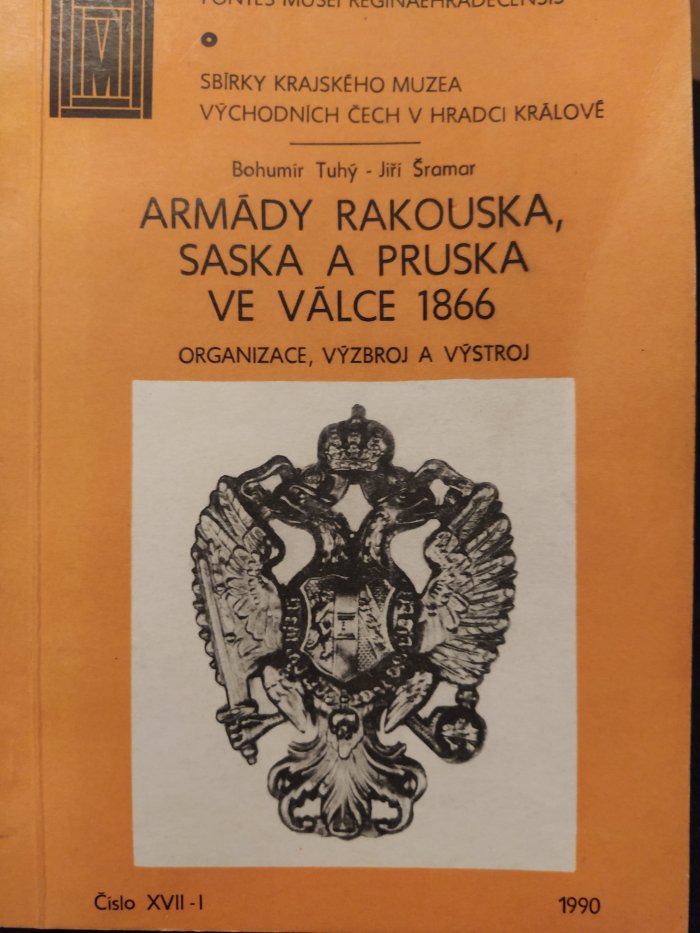 FONTES MUSEI REGINAEHRADECENSIS
SBÍRKY KRAJSKÉHO MUZEA
VÝCHODNÍCH ČECH V HRADCI KRÁLOVÉ
Bohumír Tuhý - Jiří Šramar
ARMÁDY RAKOUSKA,
SASKA A PRUSKA
VE VÁLCE 1866
ORGANIZACE, VÝZBROJ A VÝSTROJ
Číslo XVII - I
1990